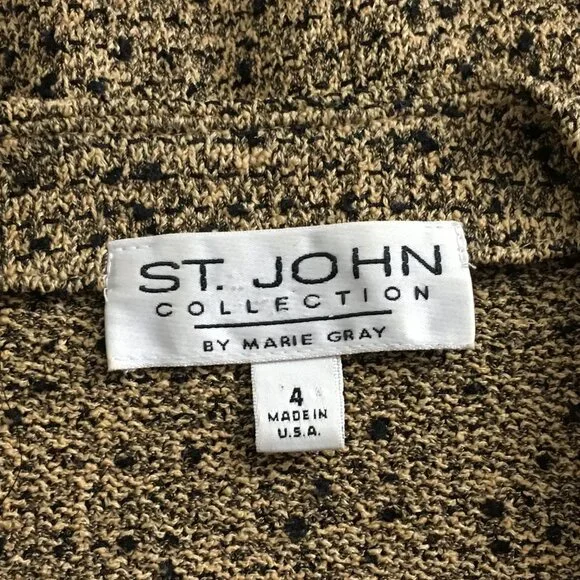 ST. JOHN
COLLECTION
BY MARIE GRAY
4
MADE IN
U.S.A.